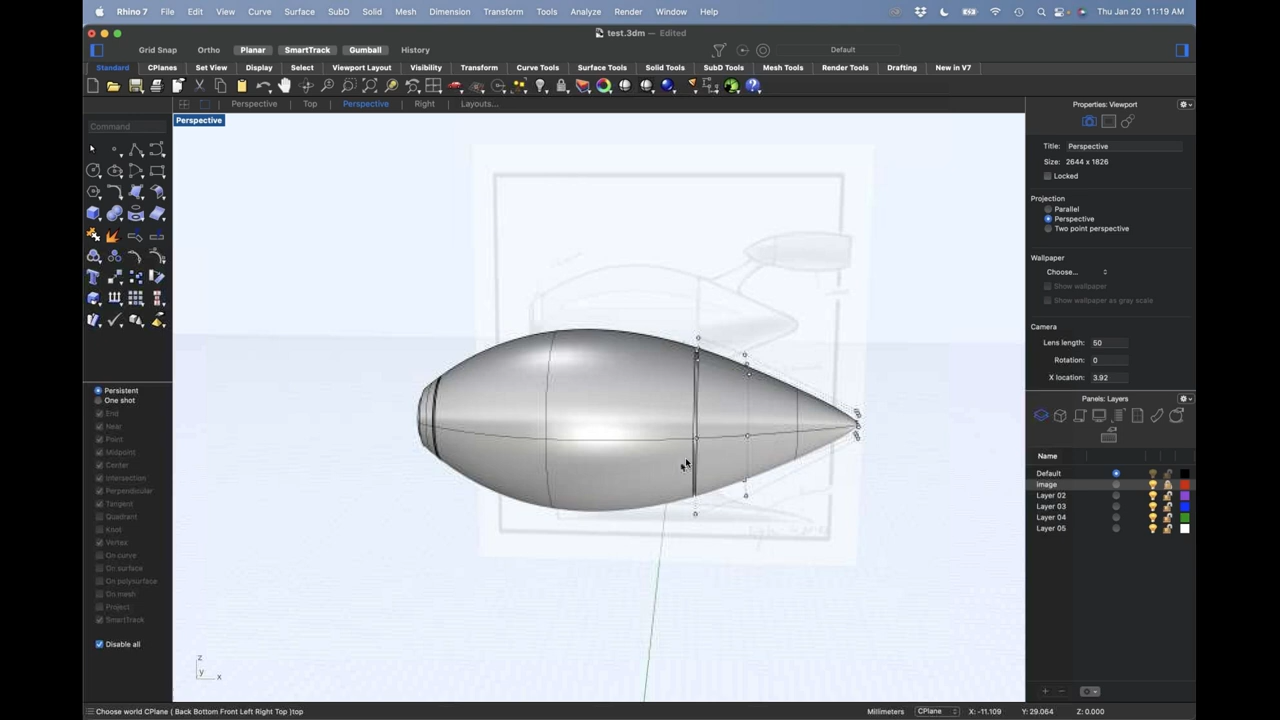 Rhino 7 File Edit View Curve Surface SubD Solid Mesh Dimension Transform Tools Analyze Render Window Help Thu Jan 20 11:19 AM
test.3dm — Edited
Grid Snap Ortho Planar SmartTrack Gumball History Default
Standard CPlanes Set View Display Select Viewport Layout Visibility Transform Curve Tools Surface Tools Solid Tools SubD Tools Mesh Tools Render Tools Drafting New in V7
Perspective Top Perspective Right Layouts...
Command
Persistent
One shot
End
Near
Point
Midpoint
Center
Intersection
Perpendicular
Tangent
Quadrant
Knot
Vertex
On curve
On surface
On polysurface
On mesh
Project
SmartTrack
Disable all
Perspective
z
y x
Properties: Viewport
Title: Perspective
Size: 2644 x 1826
Locked
Projection
Parallel
Perspective
Two point perspective
Wallpaper
Choose...
Show wallpaper
Show wallpaper as gray scale
Camera
Lens length: 50
Rotation: 0
X location: 3.92
Panels: Layers
Name
Default
image
Layer 02
Layer 03
Layer 04
Layer 05
Choose world CPlane ( Back Bottom Front Left Right Top )top Millimeters CPlane X: -11.109 Y: 29.064 Z: 0.000